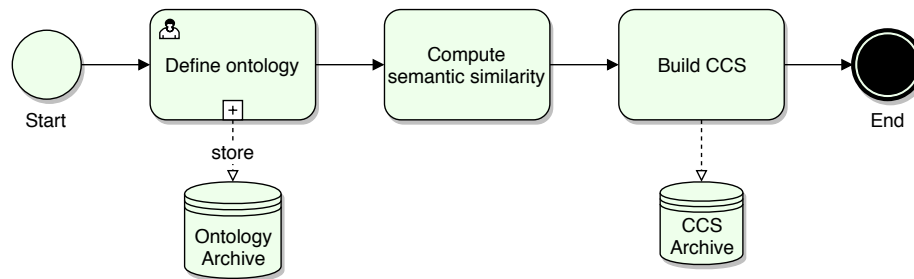 Define ontology
Compute
semantic similarity
Build CCS
Start
End
store
Ontology
Archive
CCS
Archive